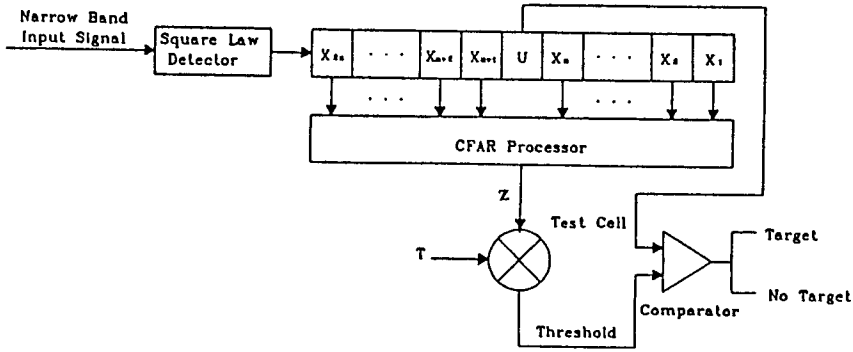 Narrow Band
Input Signal
Square Law
Detector
X₂ₙ · · · Xₙ₊₂ Xₙ₊₁ U Xₙ · · · X₂ X₁
· · · · · ·
CFAR Processor
Z
T
Test Cell
Target
No Target
Comparator
Threshold